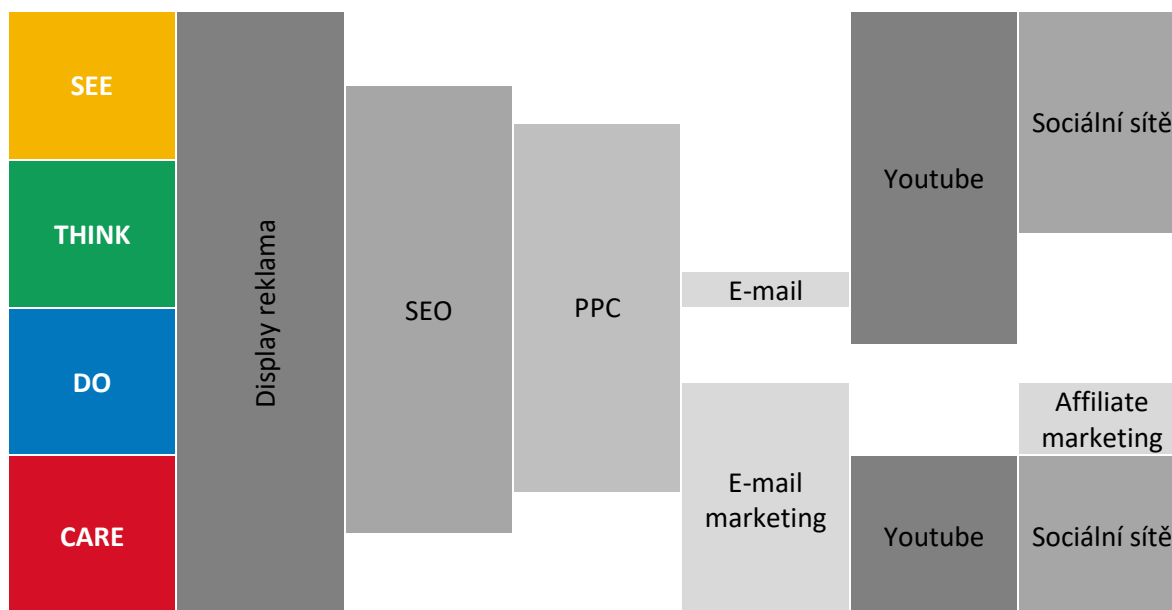 SEE
THINK
DO
CARE
Display reklama
SEO
PPC
E-mail
E-mail
marketing
Youtube
Youtube
Sociální sítě
Affiliate
marketing
Sociální sítě